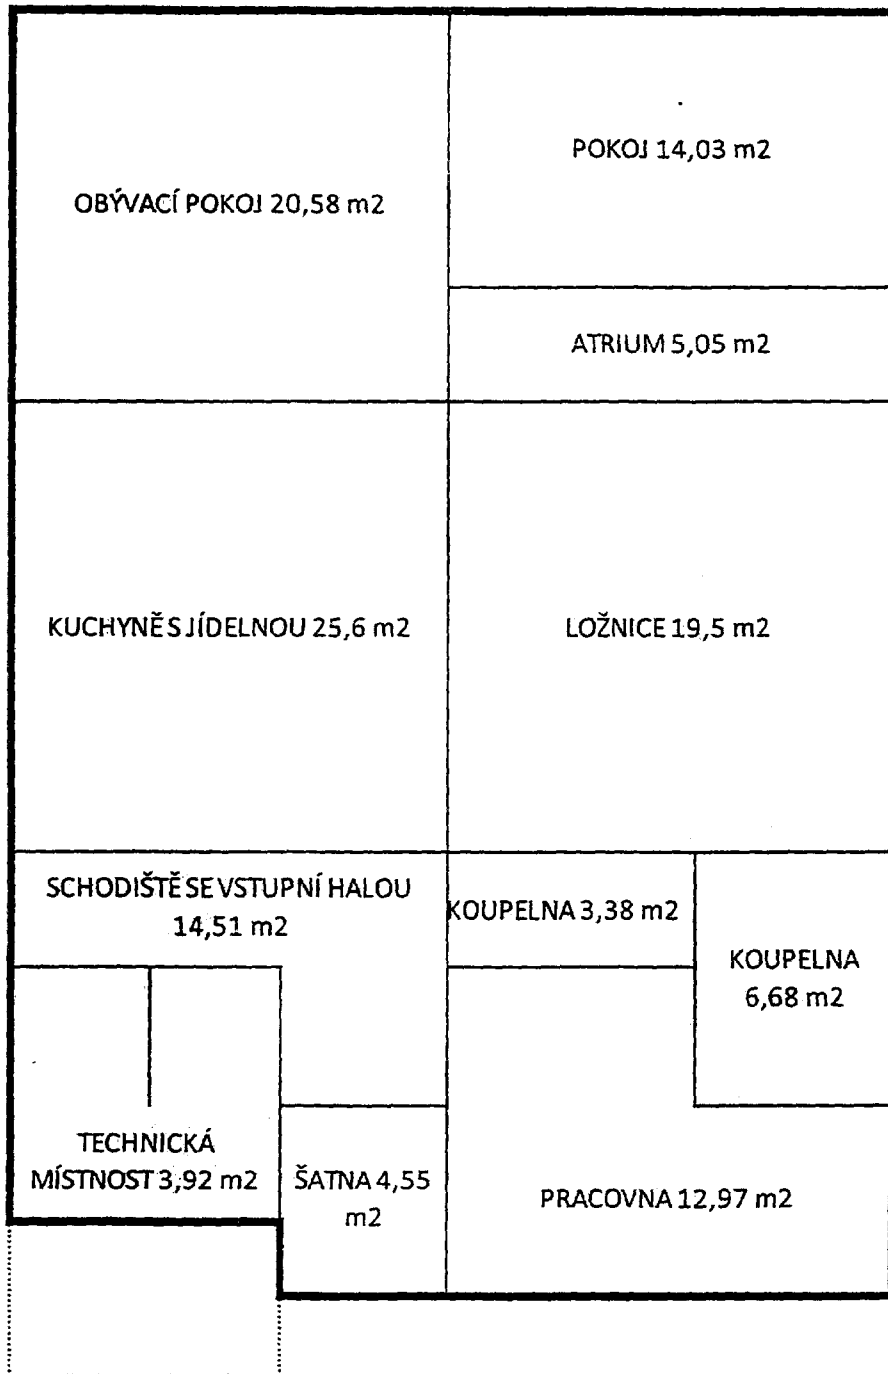 POKOJ 14,03 m2
OBÝVACÍ POKOJ 20,58 m2
ATRIUM 5,05 m2
KUCHYNĚ S JÍDELNOU 25,6 m2
LOŽNICE 19,5 m2
SCHODIŠTĚ SE VSTUPNÍ HALOU
14,51 m2
KOUPELNA 3,38 m2
KOUPELNA
6,68 m2
TECHNICKÁ
MÍSTNOST 3,92 m2
ŠATNA 4,55
m2
PRACOVNA 12,97 m2